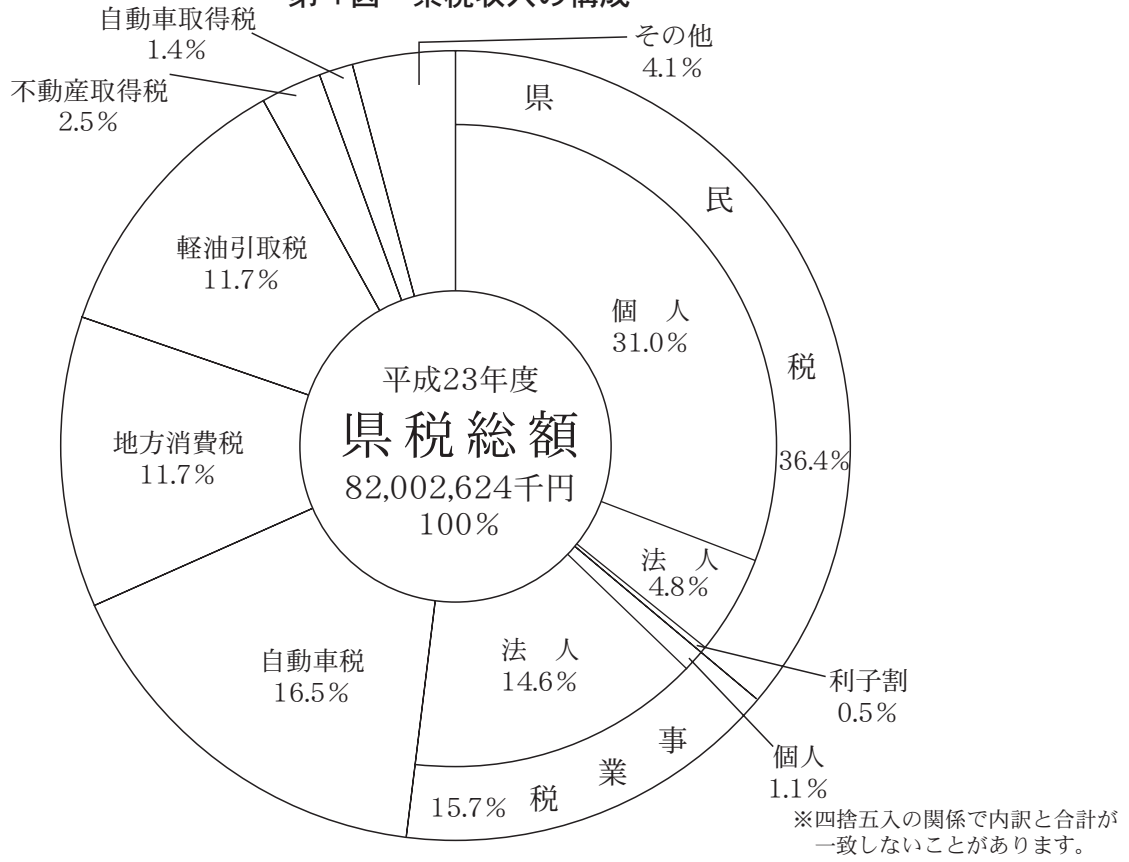 自動車取得税
1.4%
不動産取得税
2.5%
その他
4.1%
県民税
36.4%
個 人
31.0%
法 人
4.8%
利子割
0.5%
個人
1.1%
事業税
15.7%
法 人
14.6%
自動車税
16.5%
地方消費税
11.7%
軽油引取税
11.7%
平成23年度
県税総額
82,002,624千円
100%
※四捨五入の関係で内訳と合計が
一致しないことがあります。